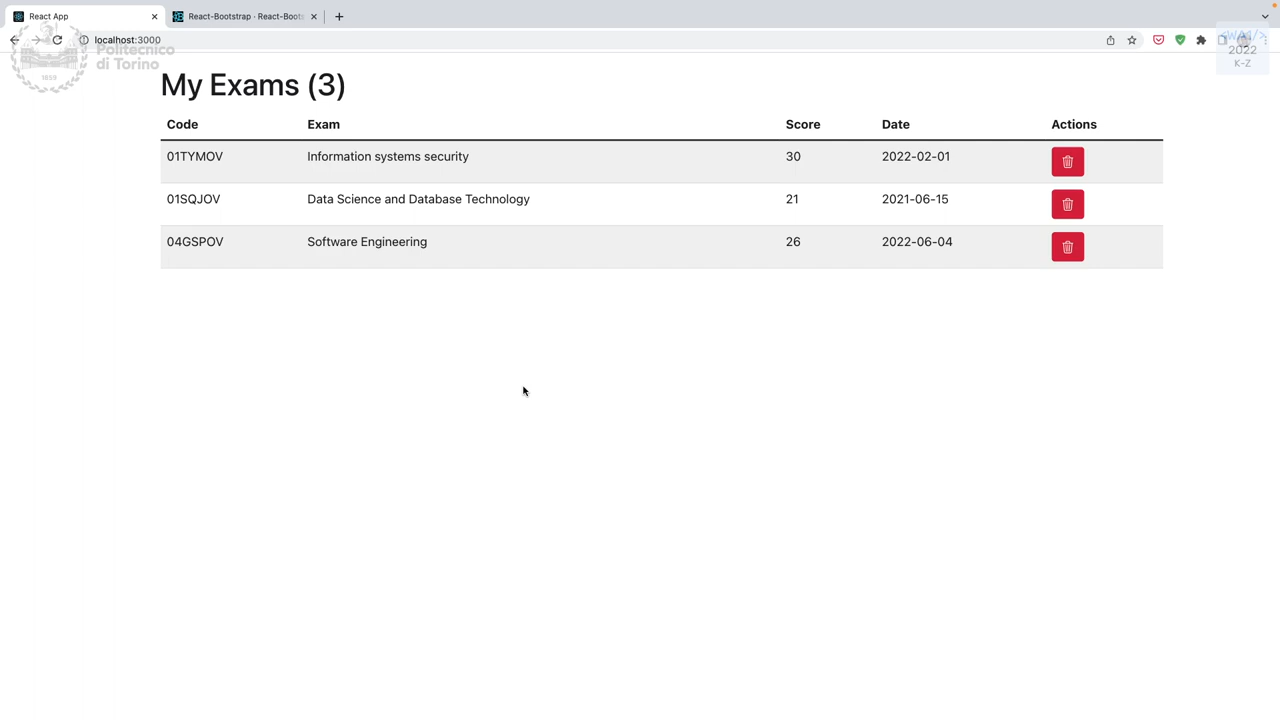 React App
React-Bootstrap · React-Boots
localhost:3000
Politecnico
di Torino
1859
<WA1/>
2022
K-Z
My Exams (3)
Code Exam Score Date Actions
01TYMOV Information systems security 30 2022-02-01
01SQJOV Data Science and Database Technology 21 2021-06-15
04GSPOV Software Engineering 26 2022-06-04